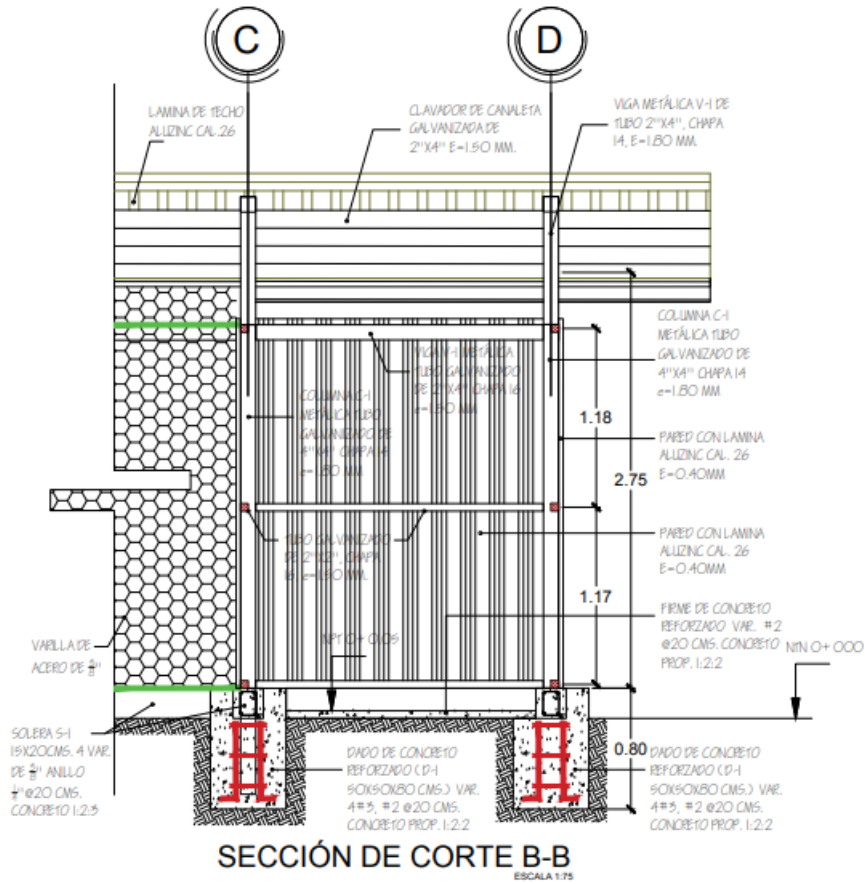 C
D
LAMINA DE TECHO
ALUZINC CAL.26
CLAVADOR DE CANALETA
GALVANIZADA DE
2"X4" E=1.50 MM.
VIGA METÁLICA V-1 DE
TUBO 2"X4", CHAPA
14, E=1.80 MM.
COLUMNA C-1
METÁLICA TUBO
GALVANIZADO DE
4"X4" CHAPA 14
e=1.80 MM
VIGA V-1 METÁLICA
TUBO GALVANIZADO
DE 2"X4" CHAPA 16
e=1.50 MM
COLUMNA C-1
METÁLICA TUBO
GALVANIZADO DE
4"X4" CHAPA 14
e=1.80 MM
1.18
2.75
PARED CON LAMINA
ALUZINC CAL. 26
E=0.40MM
TUBO GALVANIZADO
DE 2"X2", CHAPA
16, e=1.50 MM.
PARED CON LAMINA
ALUZINC CAL. 26
E=0.40MM
1.17
VARILLA DE
ACERO DE "
NPT 0+0.05
FIRME DE CONCRETO
REFORZADO VAR. #2
@20 CMS. CONCRETO
PROP. 1:2:2
NTN 0+000
SOLERA S-1
15X20CMS. 4 VAR.
DE " ANILLO
" @20 CMS.
CONCRETO 1:2:3
DADO DE CONCRETO
REFORZADO (D-1
50X50X80 CMS.) VAR.
4#3, #2 @20 CMS.
CONCRETO PROP. 1:2:2
0.80
DADO DE CONCRETO
REFORZADO (D-1
50X50X80 CMS.) VAR.
4#3, #2 @20 CMS.
CONCRETO PROP. 1:2:2
SECCIÓN DE CORTE B-B
ESCALA 1:75